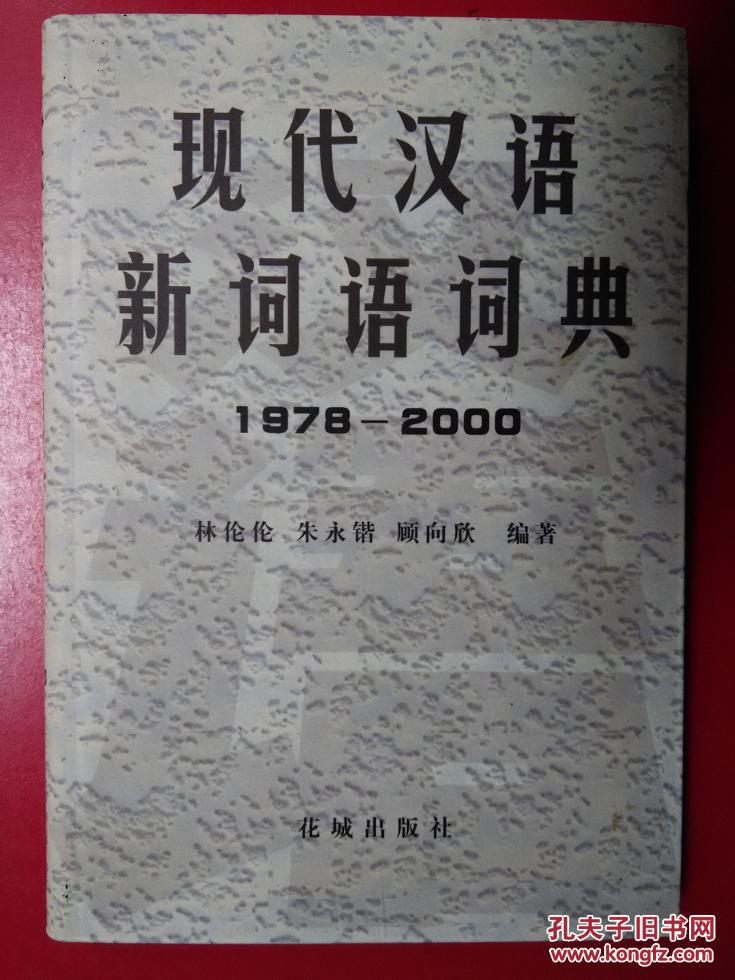 现代汉语
新词语词典
1978－2000
林伦伦 朱永锴 顾向欣 编著
花城出版社
孔夫子旧书网
www.kongfz.com